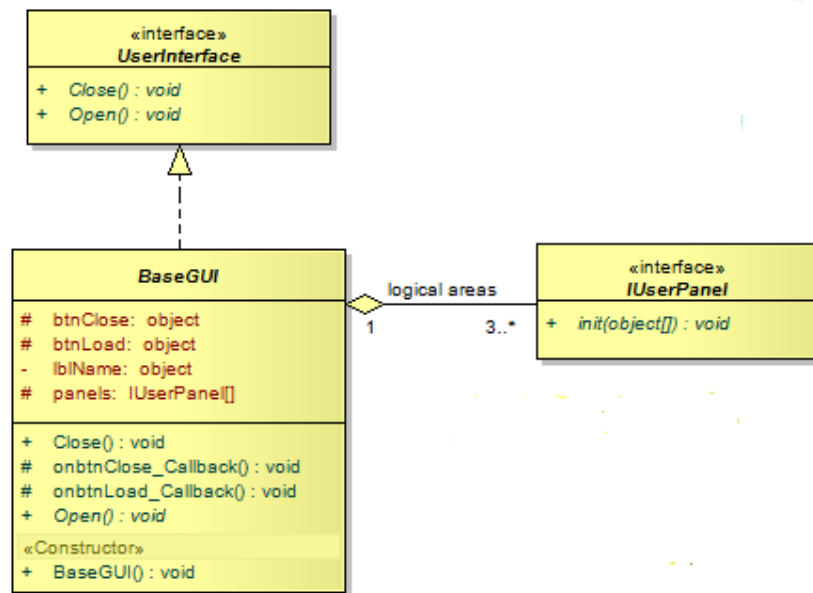 «interface»
UserInterface
+ Close() : void
+ Open() : void
BaseGUI
# btnClose: object
# btnLoad: object
- lblName: object
# panels: IUserPanel[]
+ Close() : void
# onbtnClose_Callback() : void
# onbtnLoad_Callback() : void
+ Open() : void
«Constructor»
+ BaseGUI() : void
logical areas
1 3..*
«interface»
IUserPanel
+ init(object[]) : void